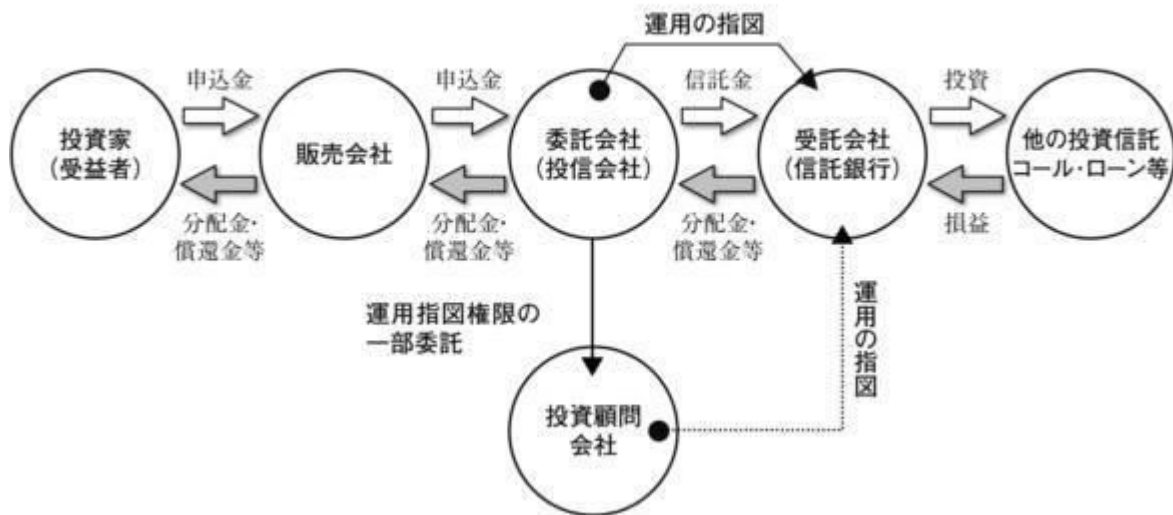 運用の指図
申込金
申込金
信託金
投資
投資家
(受益者)
販売会社
委託会社
(投信会社)
受託会社
(信託銀行)
他の投資信託
コール・ローン等
分配金・
償還金等
分配金・
償還金等
分配金・
償還金等
損益
運用指図権限の
一部委託
運用の指図
投資顧問
会社